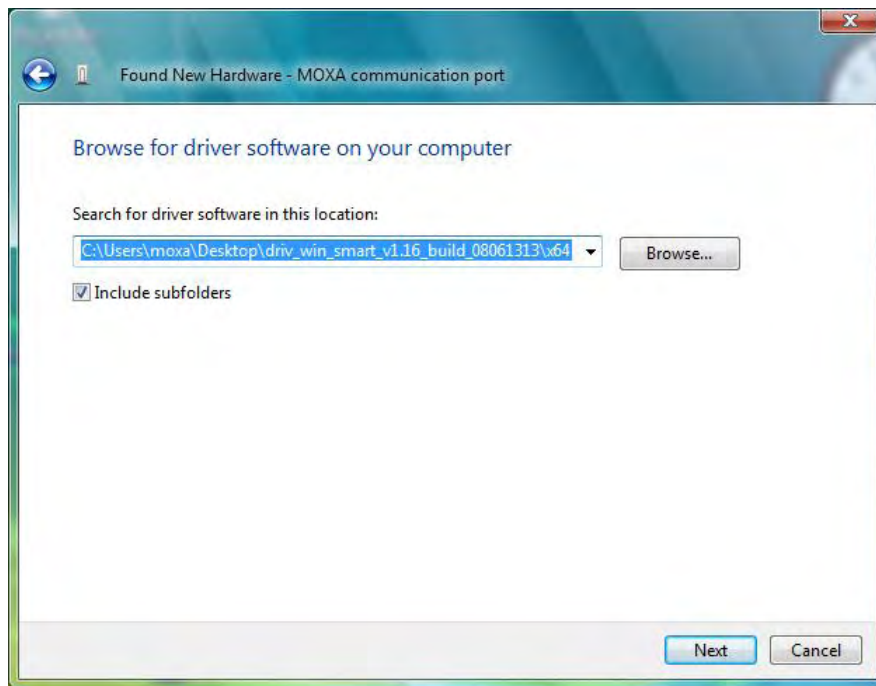 Found New Hardware - MOXA communication port
Browse for driver software on your computer
Search for driver software in this location:
C:\Users\moxa\Desktop\driv_win_smart_v1.16_build_08061313\x64
Browse...
Include subfolders
Next
Cancel